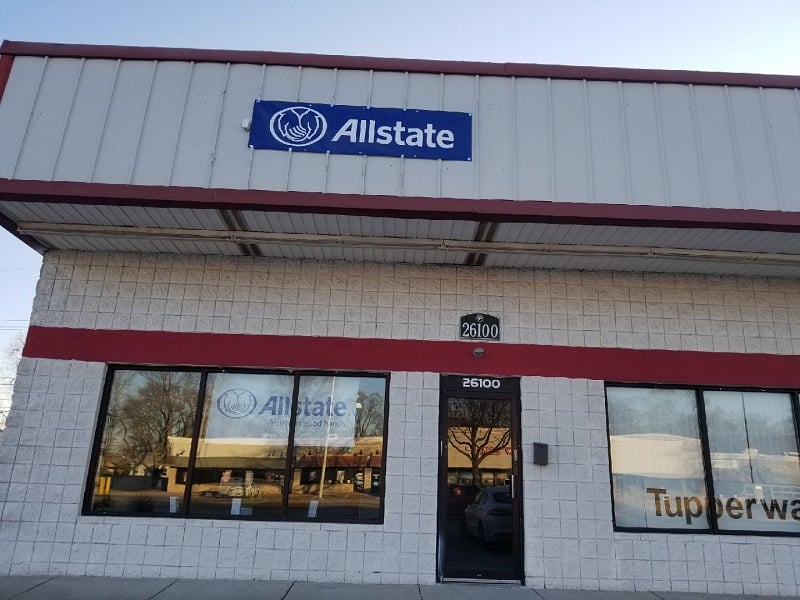 Allstate
26100
26100
Allstate
You're in good hands.
Tupperwa